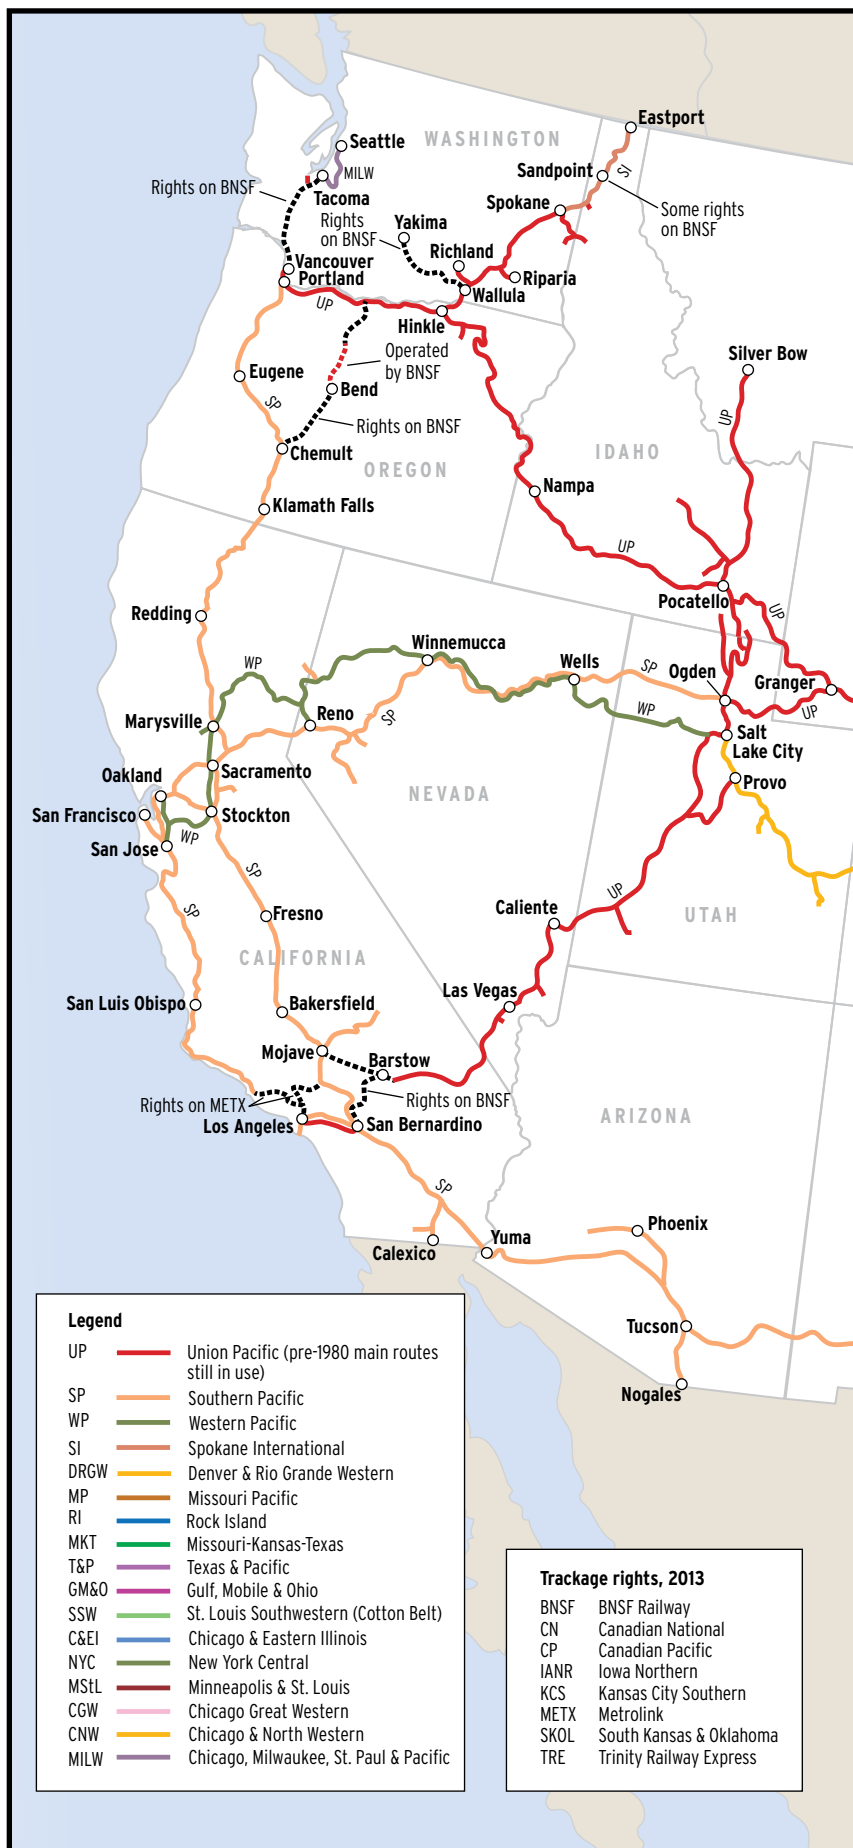 Eastport
WASHINGTON
Seattle
MILW
Sandpoint
SI
Rights on BNSF
Tacoma
Spokane
Some rights
on BNSF
Rights
on BNSF
Yakima
Richland
Vancouver
Portland
Riparia
Wallula
UP
Hinkle
Operated
by BNSF
Silver Bow
Eugene
Bend
SP
UP
Rights on BNSF
Chemult
OREGON
IDAHO
Nampa
Klamath Falls
UP
Pocatello
UP
Redding
Winnemucca
WP
Wells
SP
Ogden
Granger
Marysville
Reno
SP
WP
UP
Salt
Lake City
Oakland
Sacramento
Provo
NEVADA
San Francisco
Stockton
WP
San Jose
SP
UP
SP
Fresno
Caliente
UTAH
CALIFORNIA
San Luis Obispo
Bakersfield
Las Vegas
Mojave
Barstow
Rights on METX
Rights on BNSF
Los Angeles
San Bernardino
ARIZONA
SP
Phoenix
Calexico
Yuma
Tucson
Nogales
Legend
UP Union Pacific (pre-1980 main routes
still in use)
SP Southern Pacific
WP Western Pacific
SI Spokane International
DRGW Denver & Rio Grande Western
MP Missouri Pacific
RI Rock Island
MKT Missouri-Kansas-Texas
T&P Texas & Pacific
GM&O Gulf, Mobile & Ohio
SSW St. Louis Southwestern (Cotton Belt)
C&EI Chicago & Eastern Illinois
NYC New York Central
MStL Minneapolis & St. Louis
CGW Chicago Great Western
CNW Chicago & North Western
MILW Chicago, Milwaukee, St. Paul & Pacific
Trackage rights, 2013
BNSF BNSF Railway
CN Canadian National
CP Canadian Pacific
IANR Iowa Northern
KCS Kansas City Southern
METX Metrolink
SKOL South Kansas & Oklahoma
TRE Trinity Railway Express